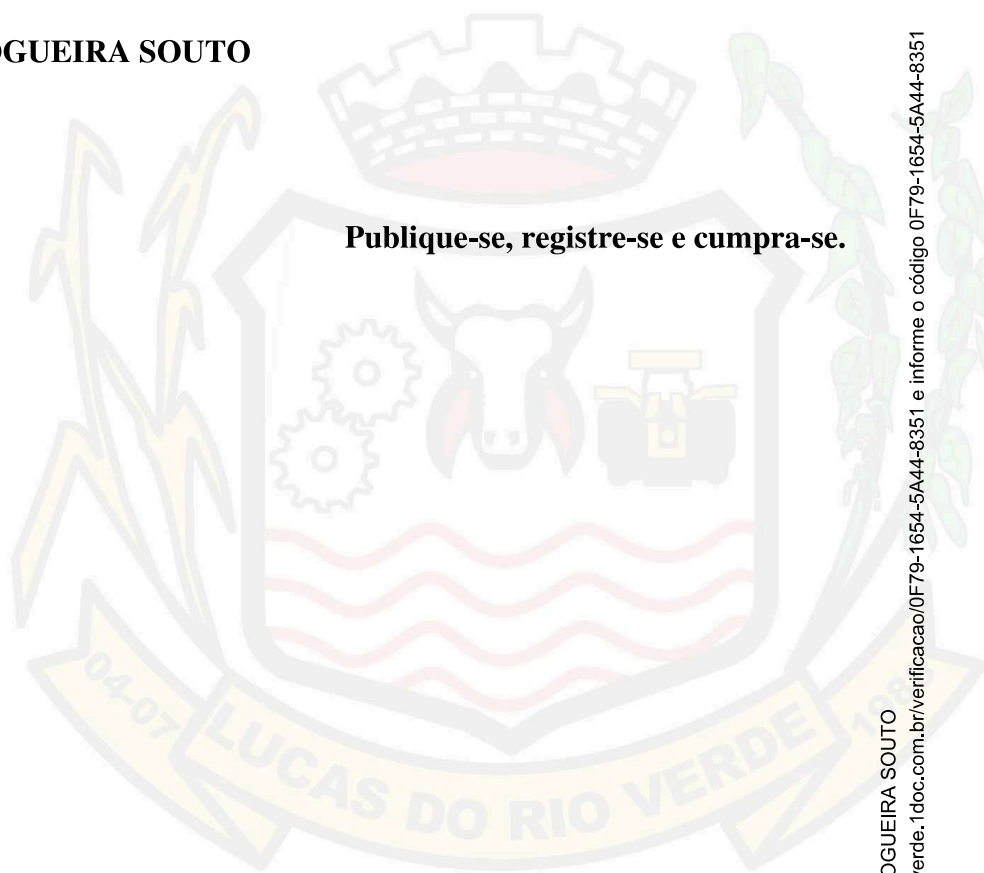 OGUEIRA SOUTO
Publique-se, registre-se e cumpra-se.
04-07
LUCAS DO RIO VERDE
OGUEIRA SOUTO
verde.1doc.com.br/verificacao/0F79-1654-5A44-8351 e informe o código 0F79-1654-5A44-8351